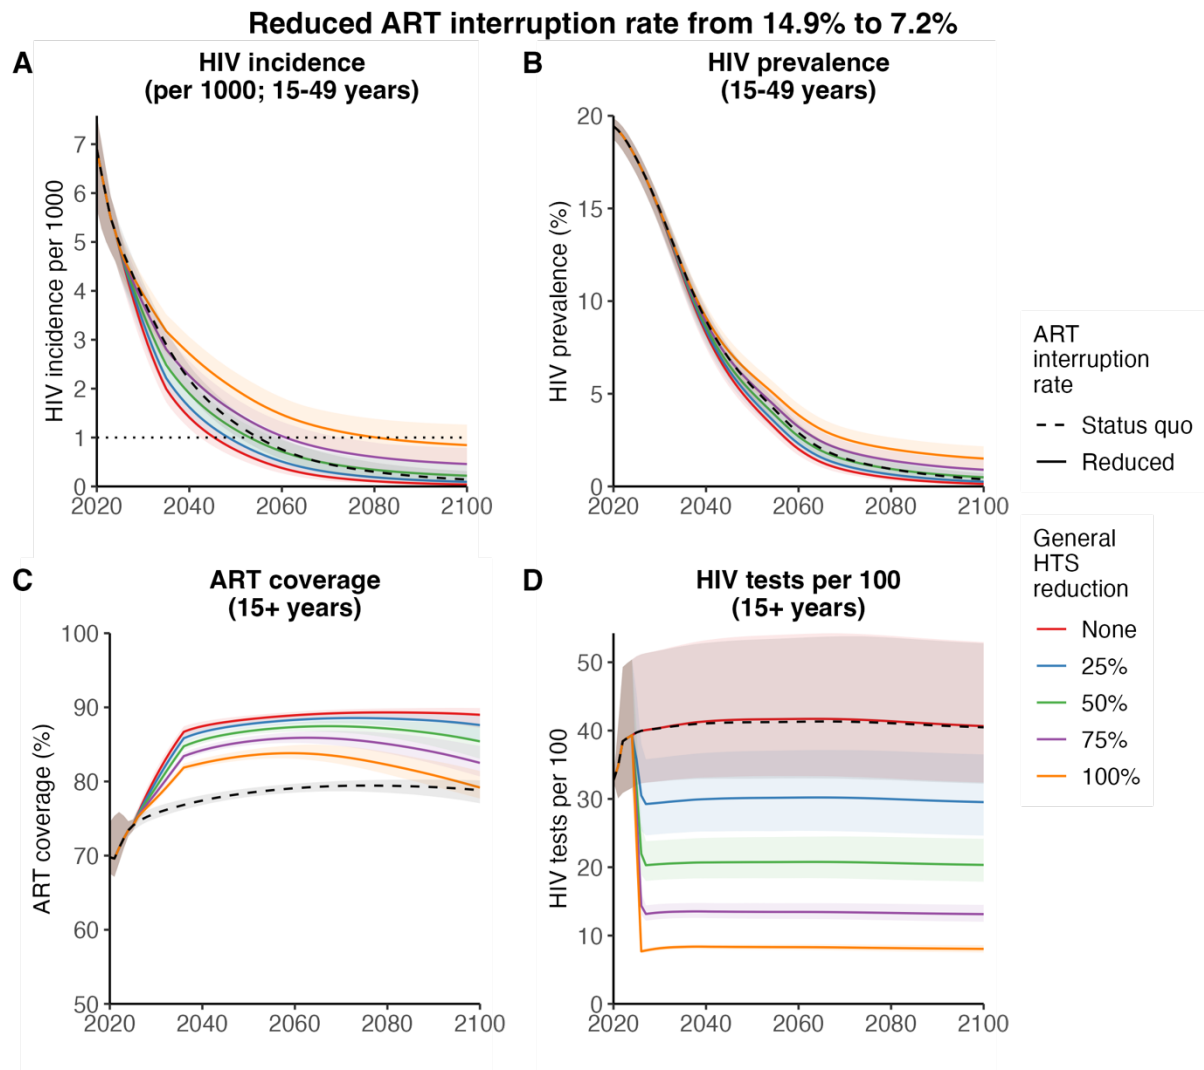 Reduced ART interruption rate from 14.9% to 7.2%
A
HIV incidence
(per 1000; 15-49 years)
HIV incidence per 1000
7
6
5
4
3
2
1
0
2020 2040 2060 2080 2100
B
HIV prevalence
(15-49 years)
HIV prevalence (%)
20
15
10
5
0
2020 2040 2060 2080 2100
C
ART coverage
(15+ years)
ART coverage (%)
100
90
80
70
60
50
2020 2040 2060 2080 2100
D
HIV tests per 100
(15+ years)
HIV tests per 100
50
40
30
20
10
0
2020 2040 2060 2080 2100
ART
interruption
rate
Status quo
Reduced
General
HTS
reduction
None
25%
50%
75%
100%